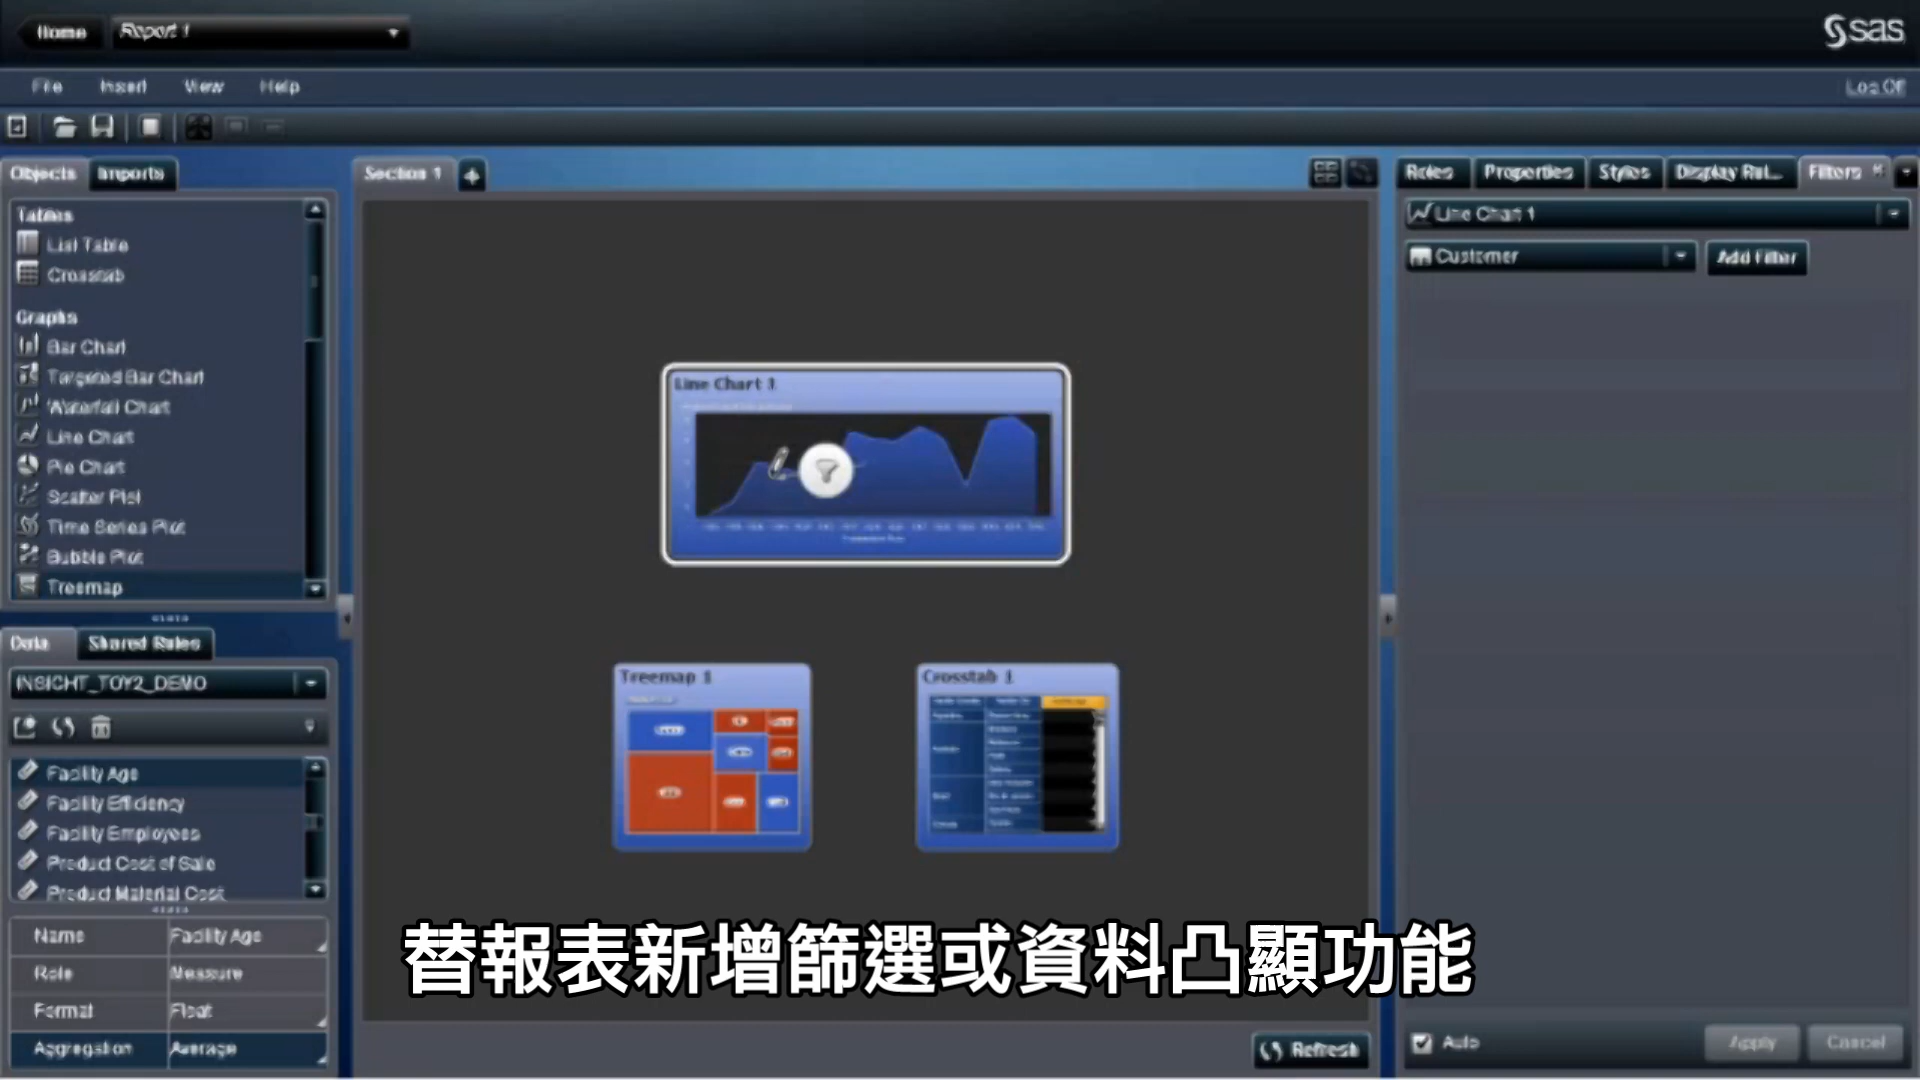 Home
Report 1
sas
File Insert View Help
Log Off
Objects Imports
Section 1
Roles Properties Styles Display Rul... Filters
Tables
List Table
Crosstab
Graphs
Bar Chart
Targeted Bar Chart
Waterfall Chart
Line Chart
Pie Chart
Scatter Plot
Time Series Plot
Bubble Plot
Treemap
Line Chart 1
Customer
Add Filter
Line Chart 1
Treemap 1
Crosstab 1
Data Shared Rules
INSIGHT_TOY2_DEMO
Facility Age
Facility Efficiency
Facility Employees
Product Cost of Sale
Product Material Cost
Name Facility Age
Role Measure
Format Float
Aggregation Average
替報表新增篩選或資料凸顯功能
Refresh
Auto
Apply
Cancel